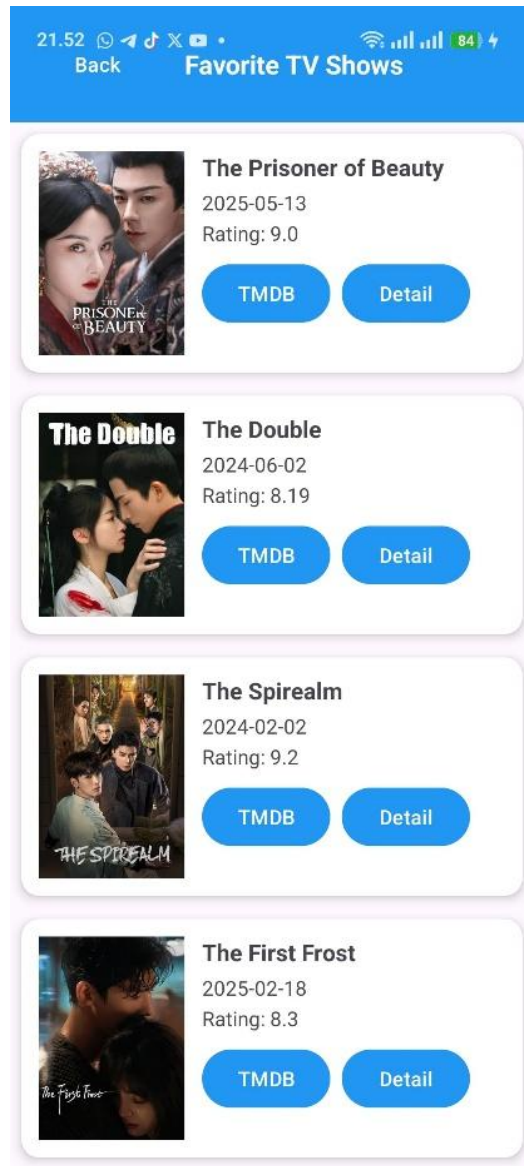 21.52
84
Back
Favorite TV Shows
THE
PRISONER
OF BEAUTY
The Prisoner of Beauty
2025-05-13
Rating: 9.0
TMDB
Detail
The Double
The Double
2024-06-02
Rating: 8.19
TMDB
Detail
THE SPIREALM
The Spirealm
2024-02-02
Rating: 9.2
TMDB
Detail
The First Frost
The First Frost
2025-02-18
Rating: 8.3
TMDB
Detail